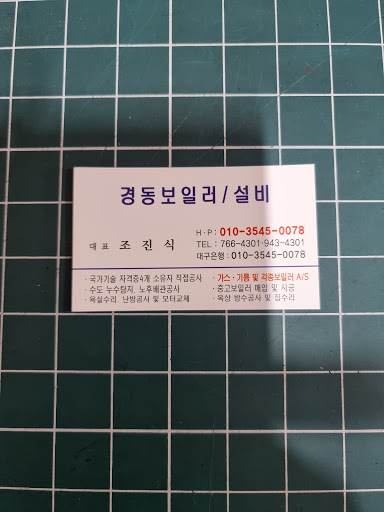 경동보일러/설비
H·P : 010-3545-0078
대표 조진식
TEL : 766-4301·943-4301
대구은행 : 010-3545-0078
· 국가기술 자격증4개 소유자 직접공사
· 가스·기름 및 각종보일러 A/S
· 수도 누수탐지, 노후배관공사
· 중고보일러 매입 및 시공
· 욕실수리, 난방공사 및 모터교체
· 옥상 방수공사 및 집수리